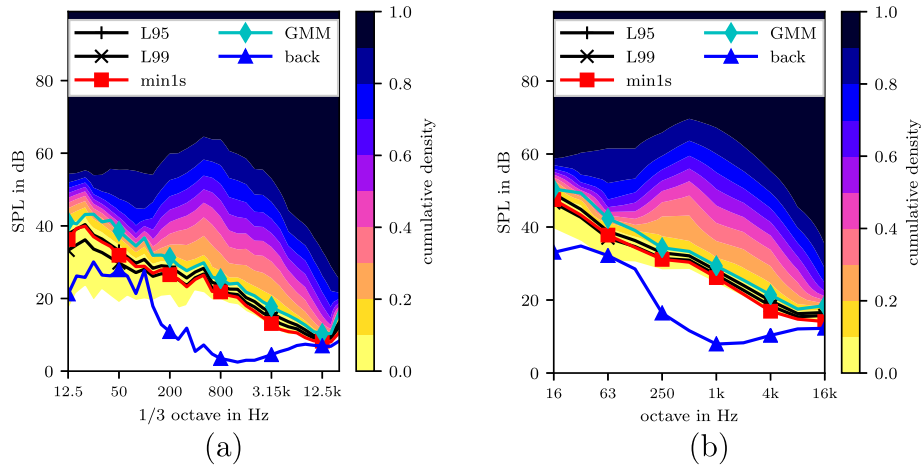 L95
L99
min1s
GMM
back
SPL in dB
80
60
40
20
0
12.5 50 200 800 3.15k 12.5k
1/3 octave in Hz
1.0
0.8
0.6
0.4
0.2
0.0
cumulative density
(a)
L95
L99
min1s
GMM
back
SPL in dB
80
60
40
20
0
16 63 250 1k 4k 16k
octave in Hz
1.0
0.8
0.6
0.4
0.2
0.0
cumulative density
(b)